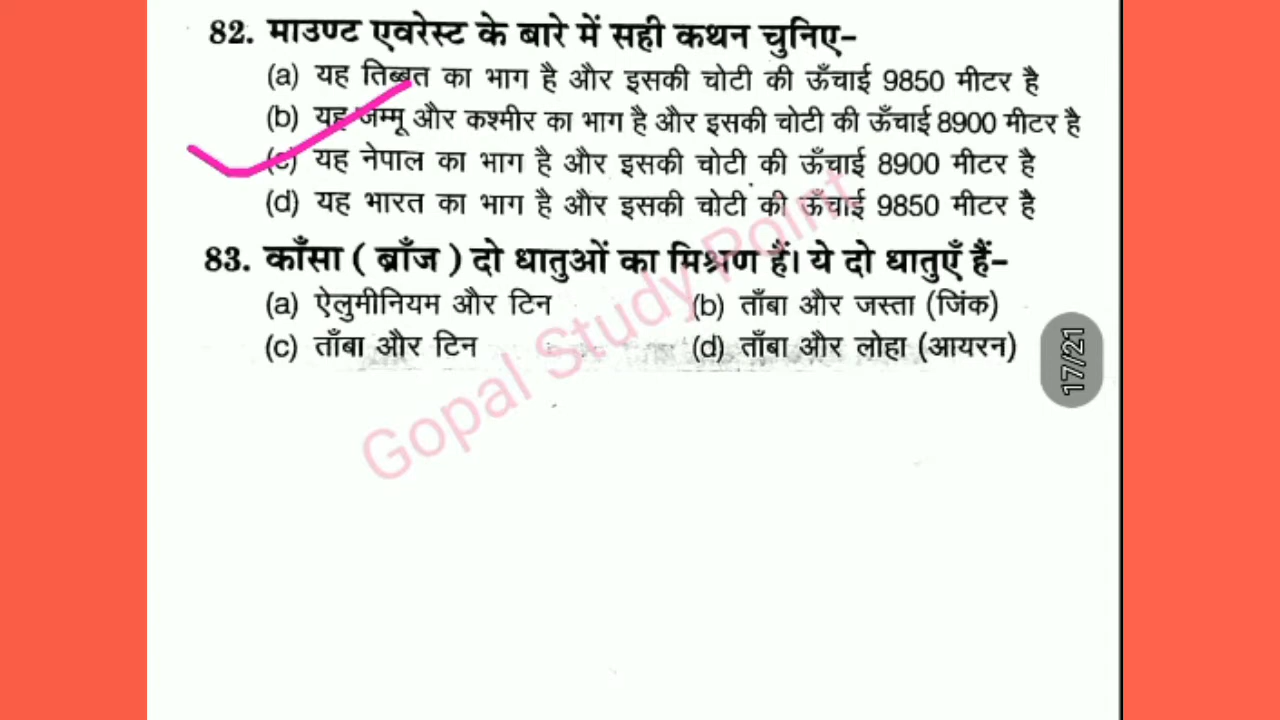 82. माउण्ट एवरेस्ट के बारे में सही कथन चुनिए-
(a) यह तिब्बत का भाग है और इसकी चोटी की ऊँचाई 9850 मीटर है
(b) यह जम्मू और कश्मीर का भाग है और इसकी चोटी की ऊँचाई 8900 मीटर है
(c) यह नेपाल का भाग है और इसकी चोटी की ऊँचाई 8900 मीटर है
(d) यह भारत का भाग है और इसकी चोटी की ऊँचाई 9850 मीटर है
83. काँसा ( ब्राँज ) दो धातुओं का मिश्रण हैं। ये दो धातुएँ हैं-
(a) ऐलुमीनियम और टिन (b) ताँबा और जस्ता (जिंक)
(c) ताँबा और टिन (d) ताँबा और लोहा (आयरन)
17/21
Gopal Study Point